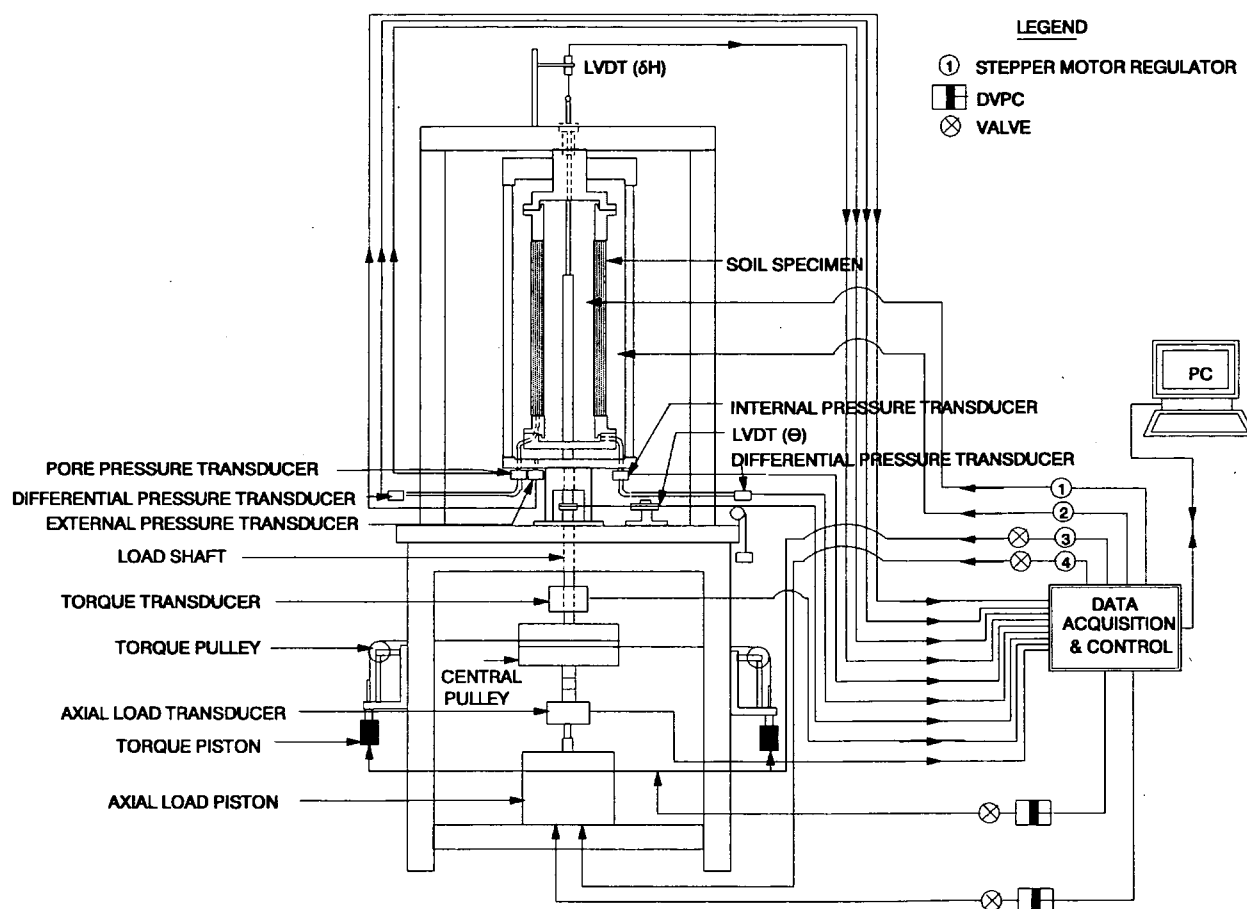 LEGEND
1 STEPPER MOTOR REGULATOR
DVPC
VALVE
LVDT (δH)
SOIL SPECIMEN
PC
INTERNAL PRESSURE TRANSDUCER
LVDT (Θ)
DIFFERENTIAL PRESSURE TRANSDUCER
PORE PRESSURE TRANSDUCER
DIFFERENTIAL PRESSURE TRANSDUCER
EXTERNAL PRESSURE TRANSDUCER
1
2
3
4
LOAD SHAFT
TORQUE TRANSDUCER
DATA
ACQUISITION
& CONTROL
TORQUE PULLEY
CENTRAL
PULLEY
AXIAL LOAD TRANSDUCER
TORQUE PISTON
AXIAL LOAD PISTON